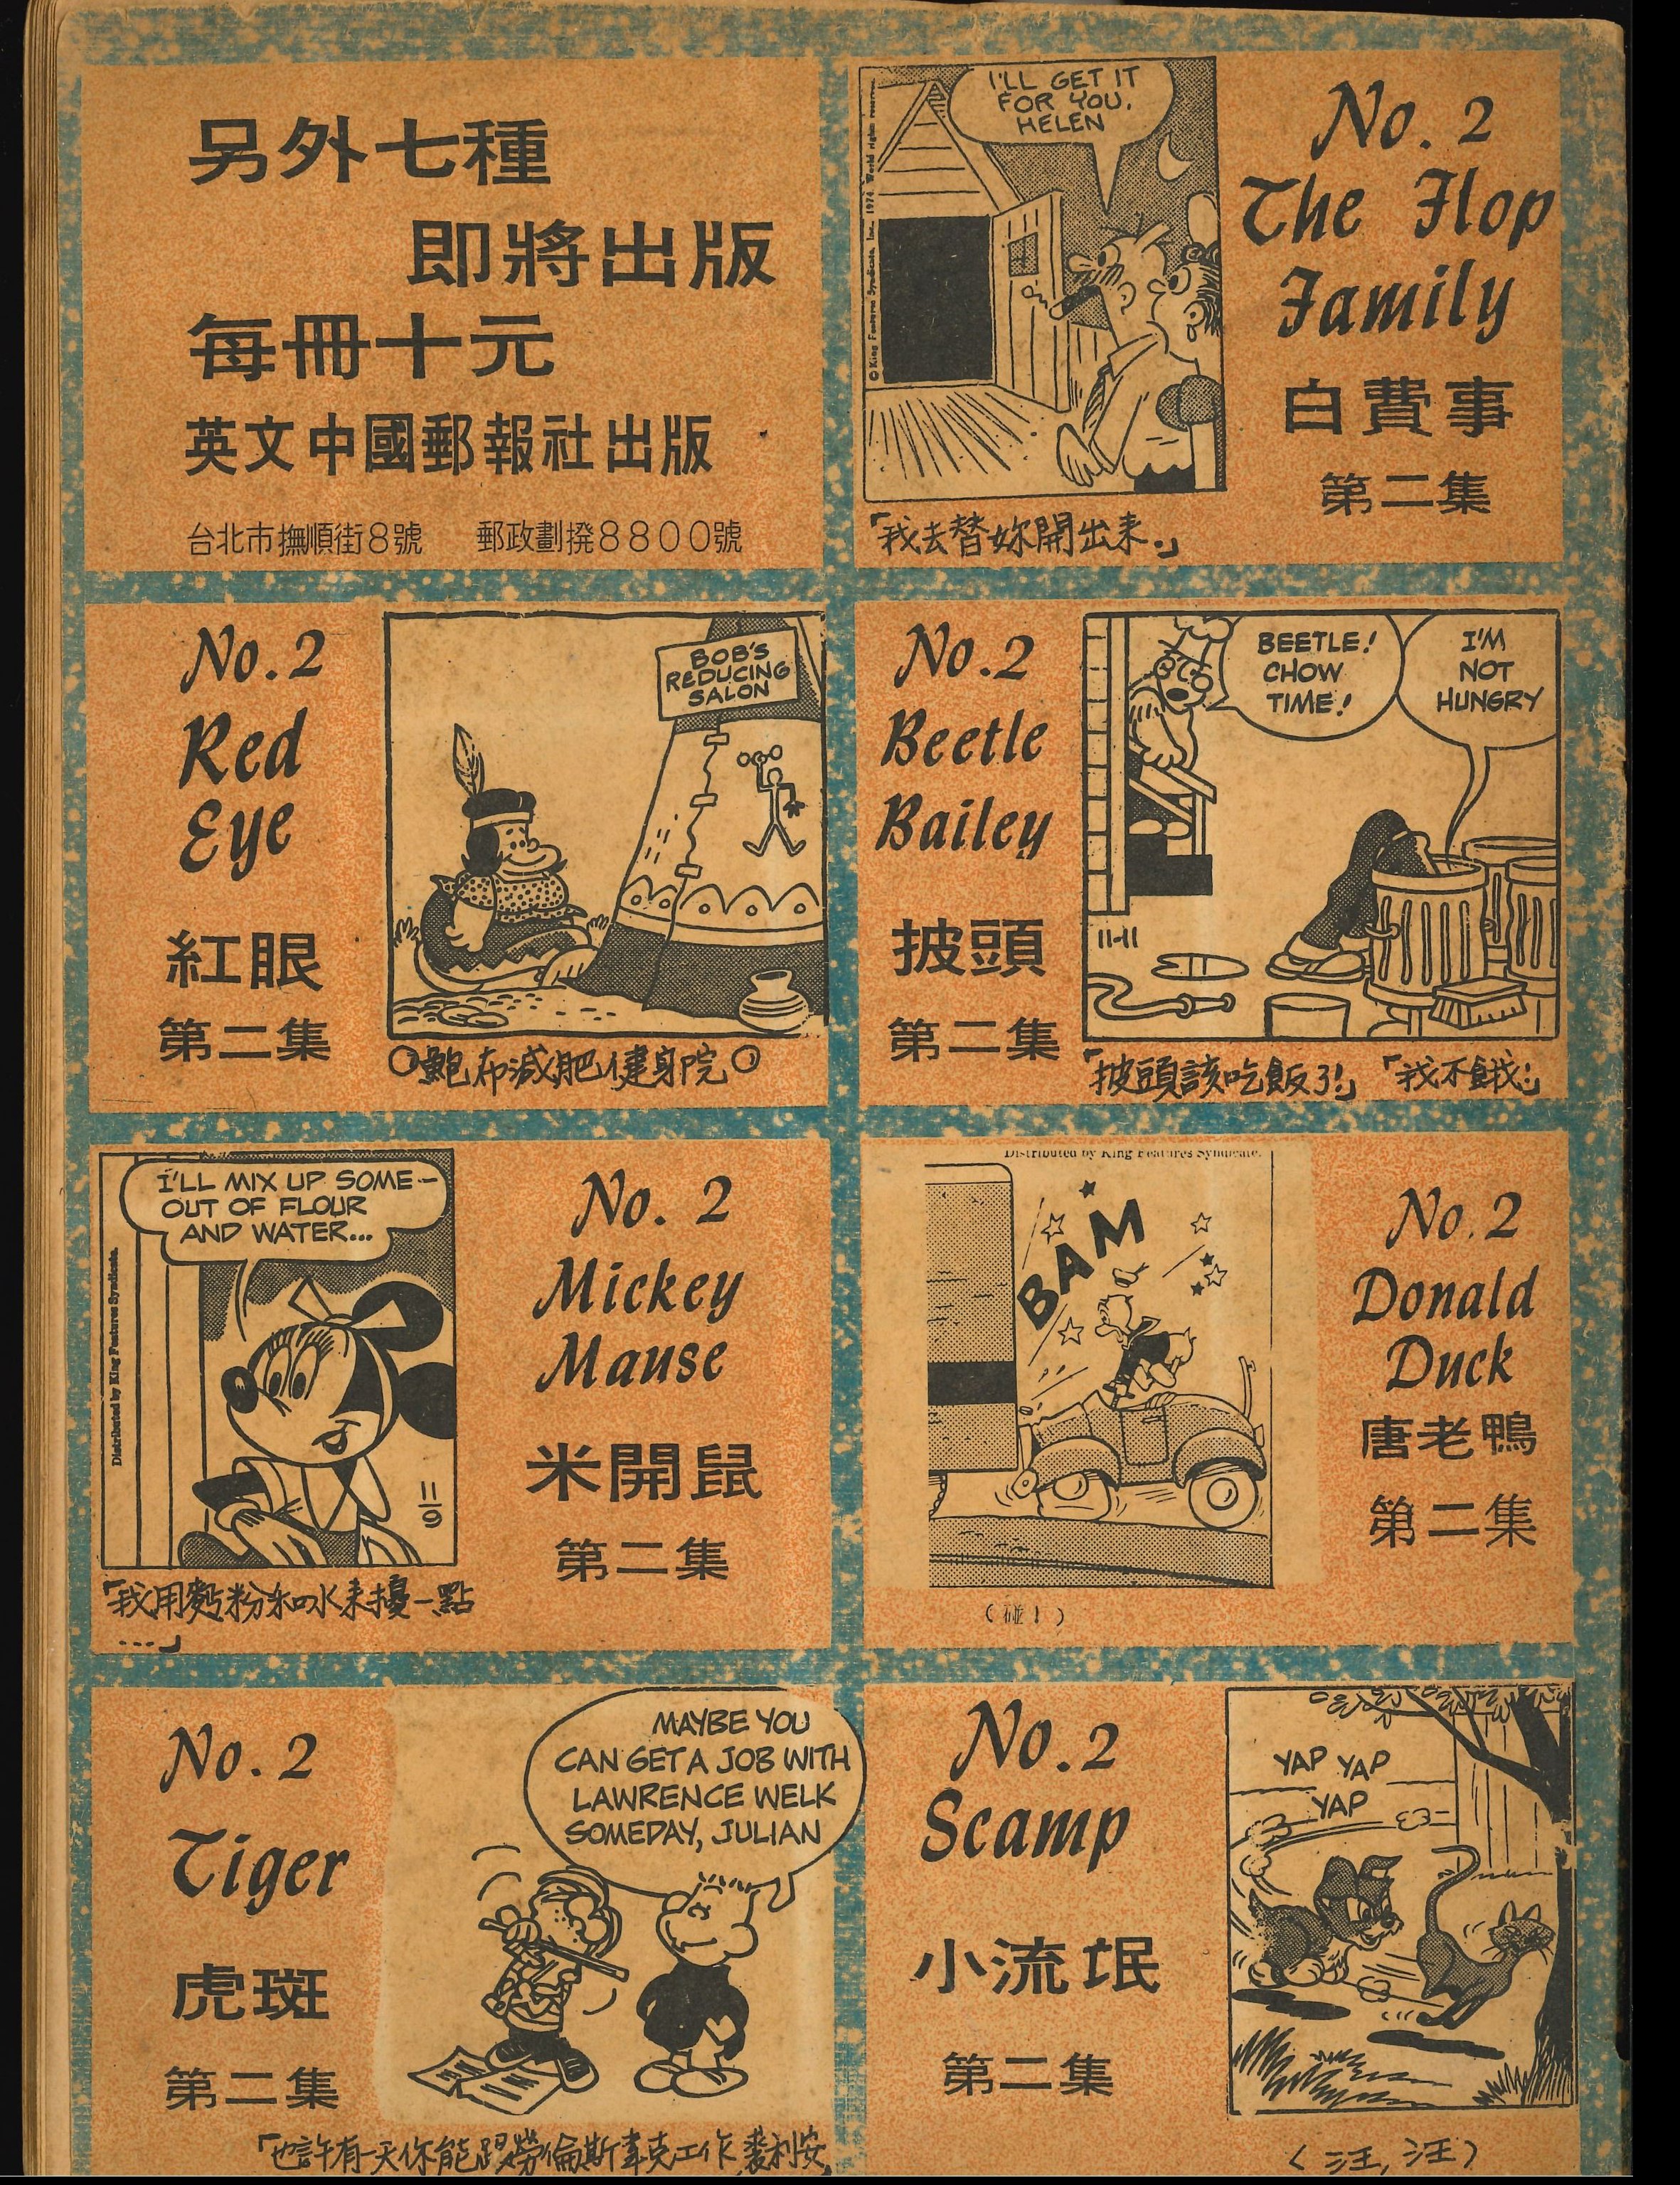 另外七種
即將出版
每冊十元
英文中國郵報社出版
台北市撫順街8號　郵政劃撥8800號
I'LL GET IT
FOR YOU,
HELEN
© King Features Syndicate, Inc., 1974. World rights reserved.
「我去替妳開出來.」
No. 2
The Flop
Family
白費事
第二集
No.2
Red
Eye
紅眼
第二集
BOB'S
REDUCING
SALON
鮑布減肥健身院
No.2
Beetle
Bailey
披頭
第二集
BEETLE!
CHOW
TIME!
I'M
NOT
HUNGRY
11-11
「披頭該吃飯了!」「我不餓!」
I'LL MIX UP SOME--
OUT OF FLOUR
AND WATER...
Distributed by King Features Syndicate.
「我用麪粉和水來擾一點
...」
No. 2
Mickey
Mause
米開鼠
第二集
Distributed by King Features Syndicate.
BAM
(碰!)
No.2
Donald
Duck
唐老鴨
第二集
No.2
Tiger
虎斑
第二集
MAYBE YOU
CAN GET A JOB WITH
LAWRENCE WELK
SOMEDAY, JULIAN
「也許有一天你能跟勞倫斯韋克工作,裘利安
No.2
Scamp
小流氓
第二集
YAP YAP
YAP
(汪,汪)